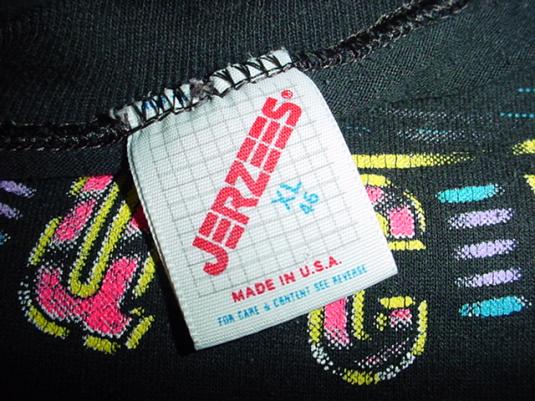 JERZEES®
XL
46
MADE IN U.S.A.
FOR CARE & CONTENT SEE REVERSE